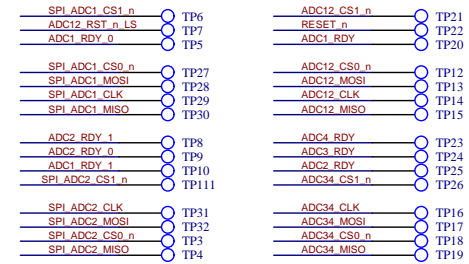 SPI_ADC1_CS1_n TP6
ADC12_RST_n_LS TP7
ADC1_RDY_0 TP5
SPI_ADC1_CS0_n TP27
SPI_ADC1_MOSI TP28
SPI_ADC1_CLK TP29
SPI_ADC1_MISO TP30
ADC2_RDY_1 TP8
ADC2_RDY_0 TP9
ADC1_RDY_1 TP10
SPI_ADC2_CS1_n TP111
SPI_ADC2_CLK TP31
SPI_ADC2_MOSI TP32
SPI_ADC2_CS0_n TP3
SPI_ADC2_MISO TP4
ADC12_CS1_n TP21
RESET_n TP22
ADC1_RDY TP20
ADC12_CS0_n TP12
ADC12_MOSI TP13
ADC12_CLK TP14
ADC12_MISO TP15
ADC4_RDY TP23
ADC3_RDY TP24
ADC2_RDY TP25
ADC34_CS1_n TP26
ADC34_CLK TP16
ADC34_MOSI TP17
ADC34_CS0_n TP18
ADC34_MISO TP19